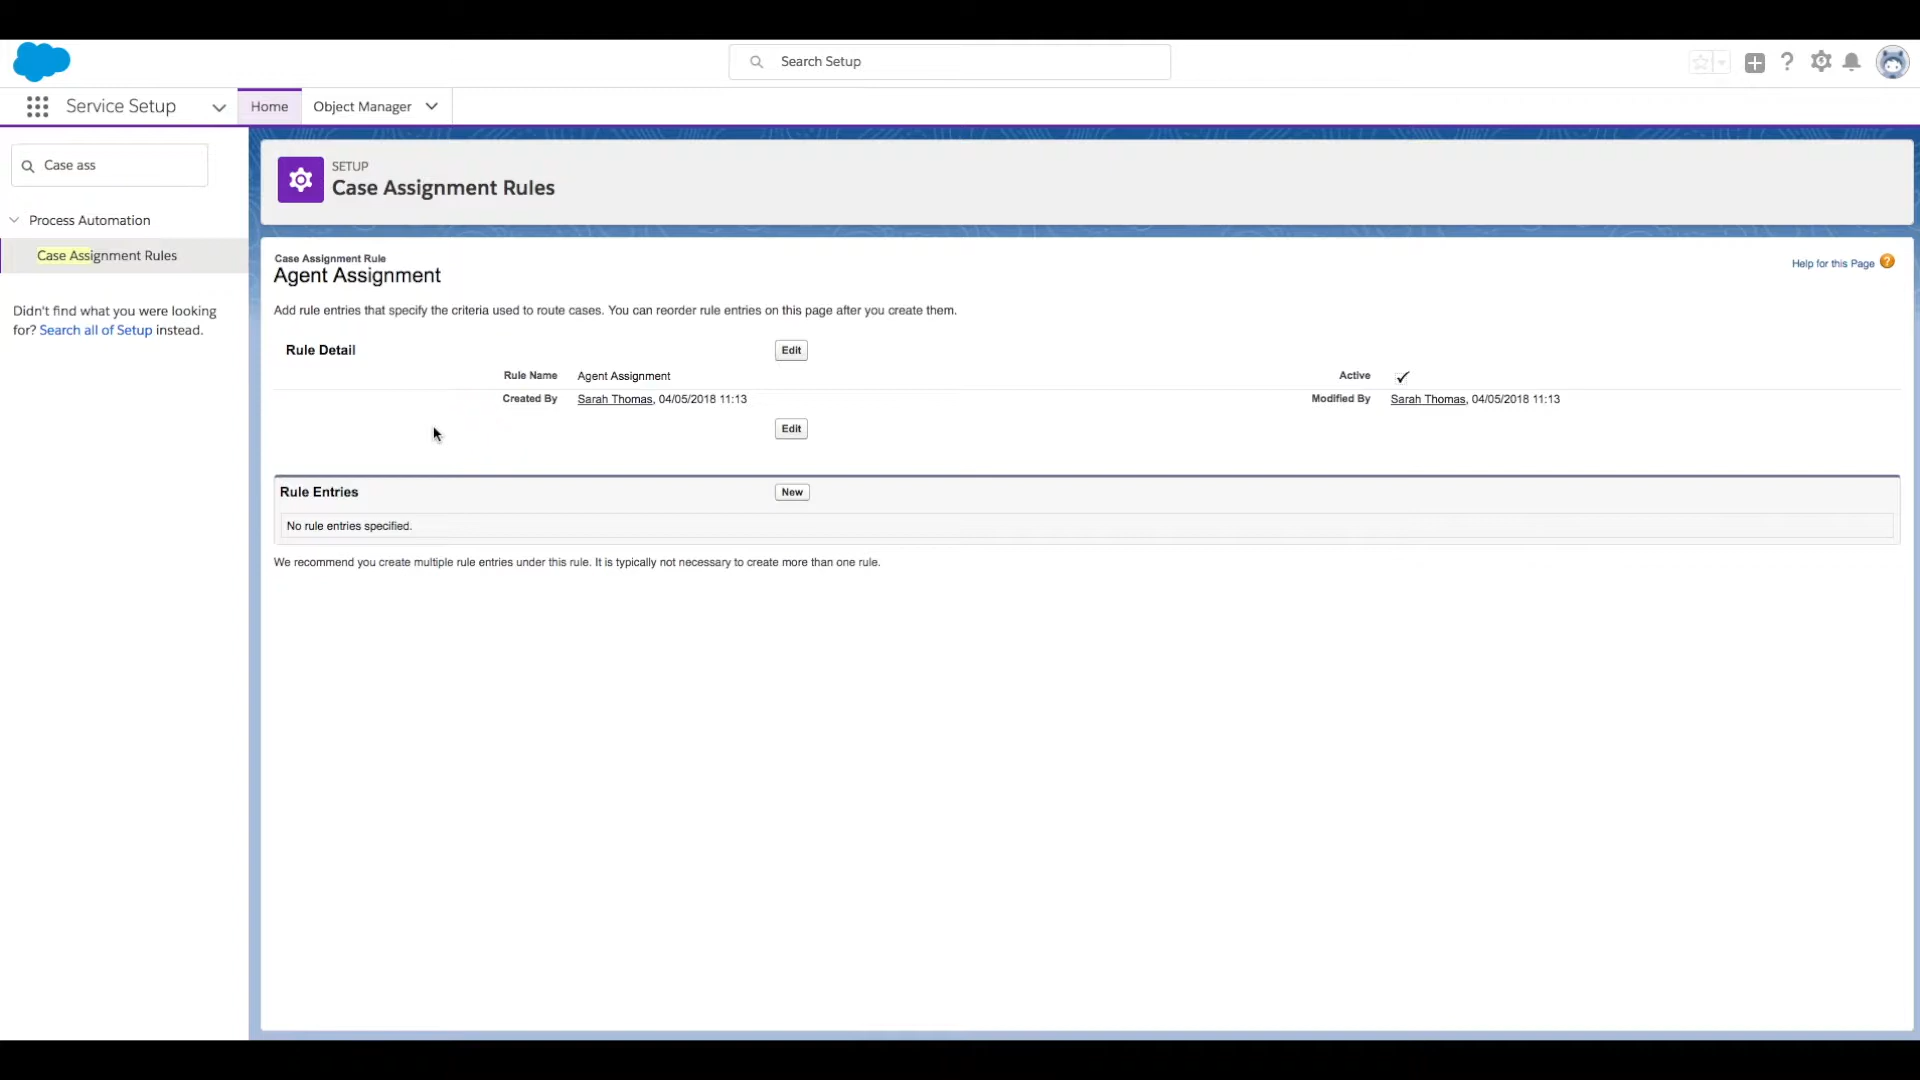 Search Setup
Service Setup
Home
Object Manager
Case ass
Process Automation
Case Assignment Rules
Didn't find what you were looking
for? Search all of Setup instead.
SETUP
Case Assignment Rules
Case Assignment Rule
Agent Assignment
Help for this Page ?
Add rule entries that specify the criteria used to route cases. You can reorder rule entries on this page after you create them.
Rule Detail
Edit
Rule Name Agent Assignment
Active
Created By Sarah Thomas, 04/05/2018 11:13
Modified By Sarah Thomas, 04/05/2018 11:13
Edit
Rule Entries
New
No rule entries specified.
We recommend you create multiple rule entries under this rule. It is typically not necessary to create more than one rule.